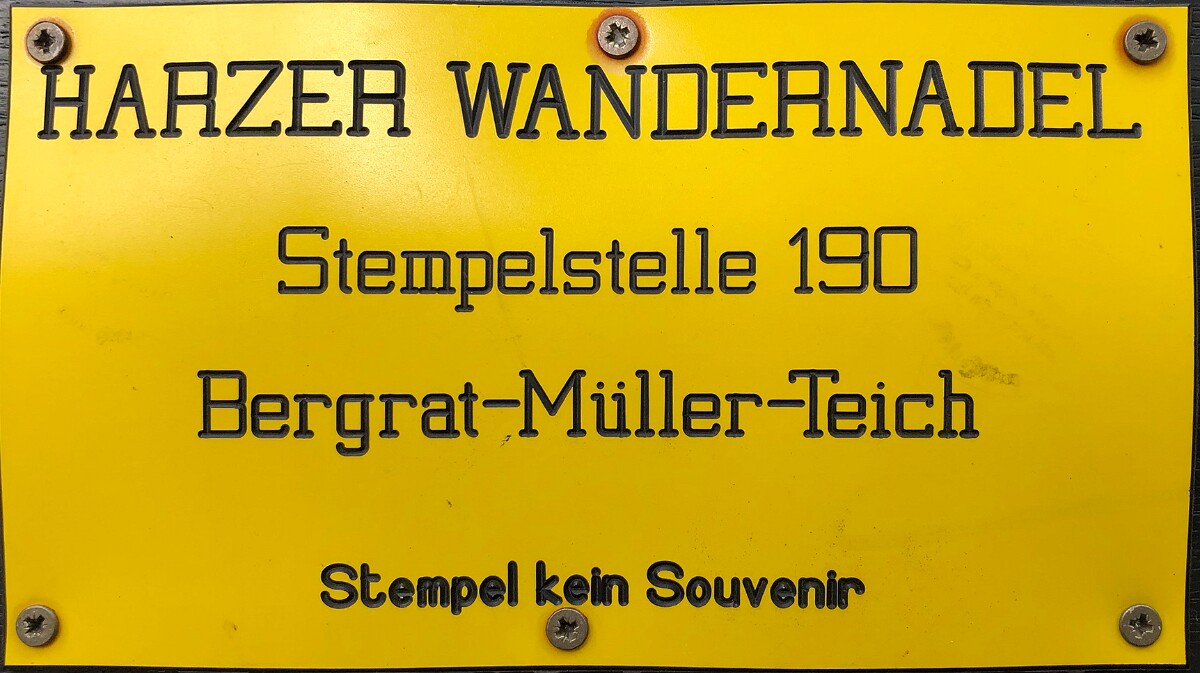 HARZER WANDERNADEL
Stempelstelle 190
Bergrat-Müller-Teich
Stempel kein Souvenir